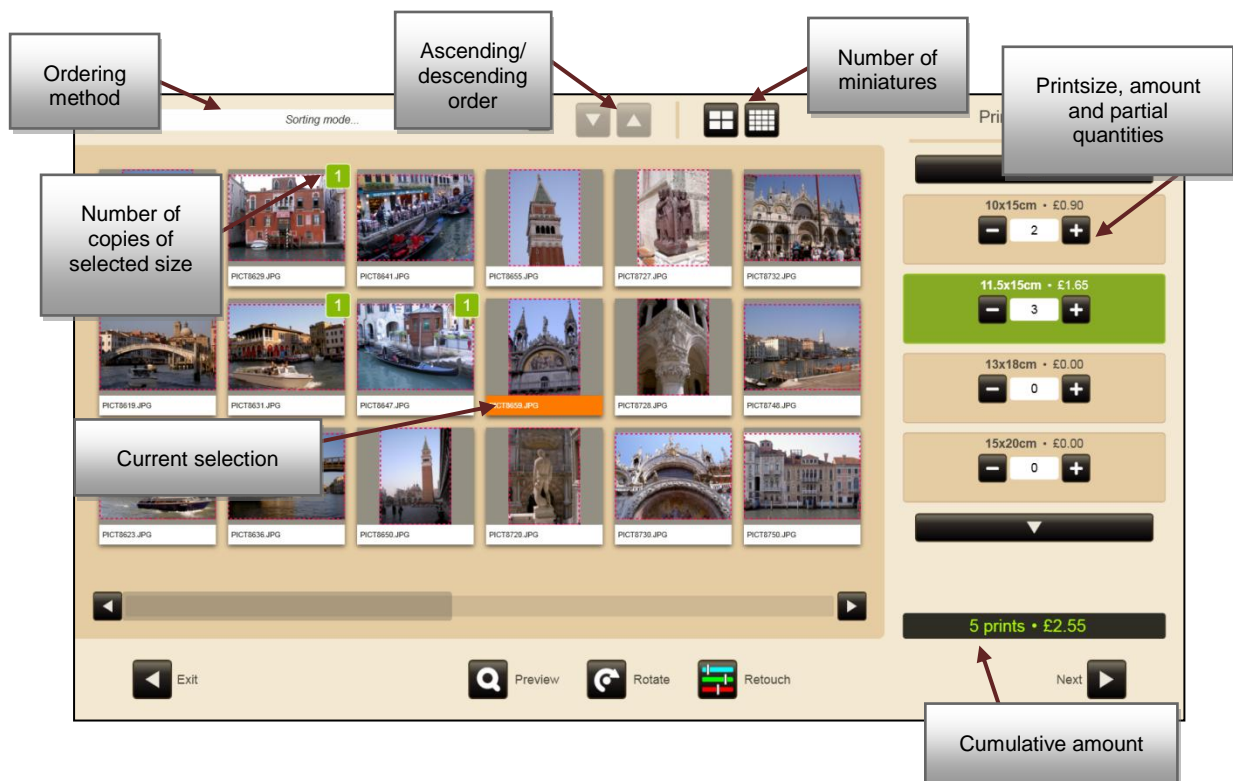 Ordering
method
Ascending/
descending
order
Number of
miniatures
Printsize, amount
and partial
quantities
Sorting mode...
Number of
copies of
selected size
1
PICT8629.JPG
PICT8641.JPG
PICT8655.JPG
PICT8727.JPG
PICT8732.JPG
10x15cm • £0.90
2
11.5x15cm • £1.65
3
1
1
PICT8619.JPG
PICT8631.JPG
PICT8647.JPG
PICT8659.JPG
PICT8728.JPG
PICT8748.JPG
13x18cm • £0.00
0
Current selection
15x20cm • £0.00
0
PICT8623.JPG
PICT8636.JPG
PICT8650.JPG
PICT8720.JPG
PICT8730.JPG
PICT8750.JPG
5 prints • £2.55
Exit
Preview
Rotate
Retouch
Next
Cumulative amount